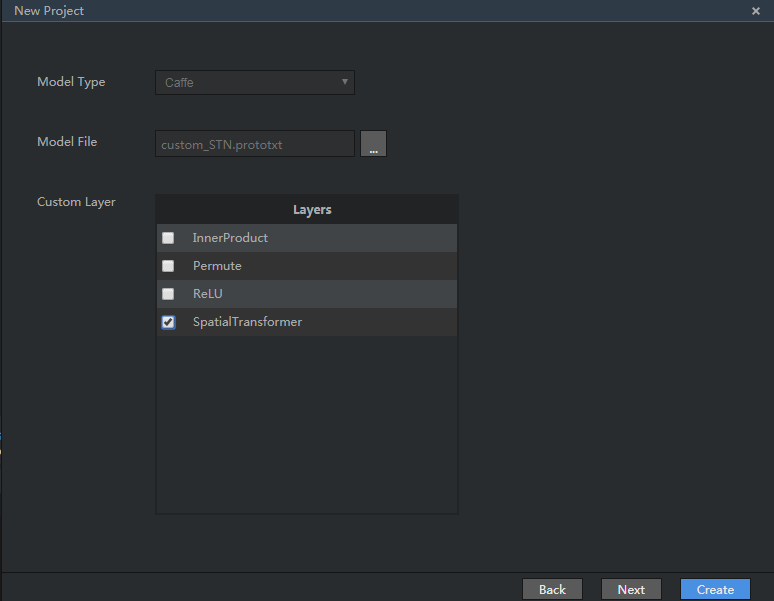 New Project
Model Type
Caffe
Model File
custom_STN.prototxt
...
Custom Layer
Layers
InnerProduct
Permute
ReLU
SpatialTransformer
Back Next Create